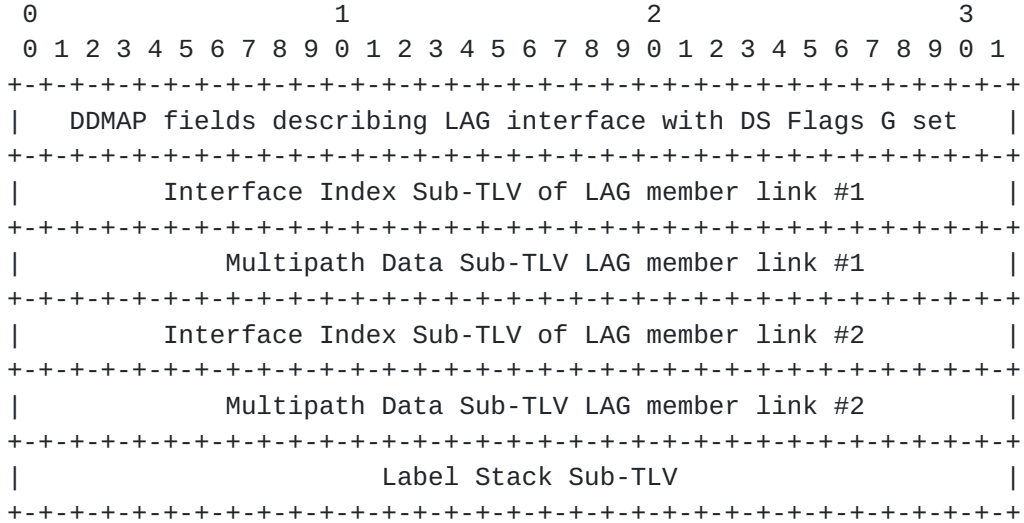 0                   1                   2                   3
 0 1 2 3 4 5 6 7 8 9 0 1 2 3 4 5 6 7 8 9 0 1 2 3 4 5 6 7 8 9 0 1
+-+-+-+-+-+-+-+-+-+-+-+-+-+-+-+-+-+-+-+-+-+-+-+-+-+-+-+-+-+-+-+-+
|   DDMAP fields describing LAG interface with DS Flags G set   |
+-+-+-+-+-+-+-+-+-+-+-+-+-+-+-+-+-+-+-+-+-+-+-+-+-+-+-+-+-+-+-+-+
|         Interface Index Sub-TLV of LAG member link #1         |
+-+-+-+-+-+-+-+-+-+-+-+-+-+-+-+-+-+-+-+-+-+-+-+-+-+-+-+-+-+-+-+-+
|             Multipath Data Sub-TLV LAG member link #1         |
+-+-+-+-+-+-+-+-+-+-+-+-+-+-+-+-+-+-+-+-+-+-+-+-+-+-+-+-+-+-+-+-+
|         Interface Index Sub-TLV of LAG member link #2         |
+-+-+-+-+-+-+-+-+-+-+-+-+-+-+-+-+-+-+-+-+-+-+-+-+-+-+-+-+-+-+-+-+
|             Multipath Data Sub-TLV LAG member link #2         |
+-+-+-+-+-+-+-+-+-+-+-+-+-+-+-+-+-+-+-+-+-+-+-+-+-+-+-+-+-+-+-+-+
|                       Label Stack Sub-TLV                     |
+-+-+-+-+-+-+-+-+-+-+-+-+-+-+-+-+-+-+-+-+-+-+-+-+-+-+-+-+-+-+-+-+